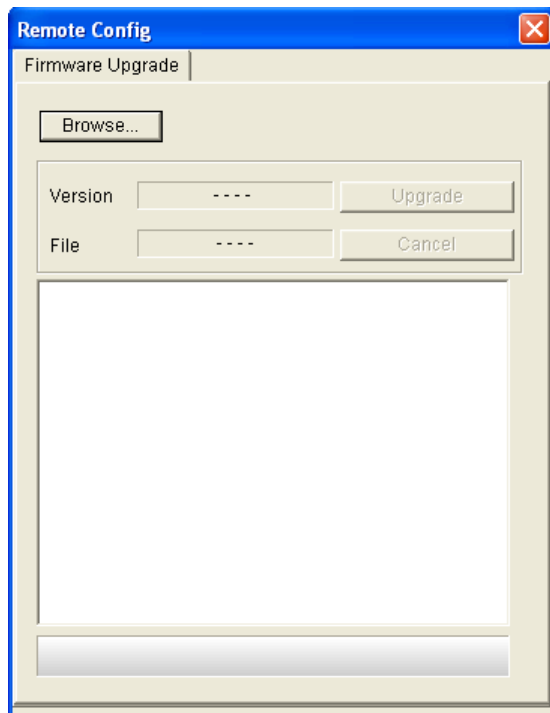 Remote Config
Firmware Upgrade
Browse...
Version ---- Upgrade
File ---- Cancel